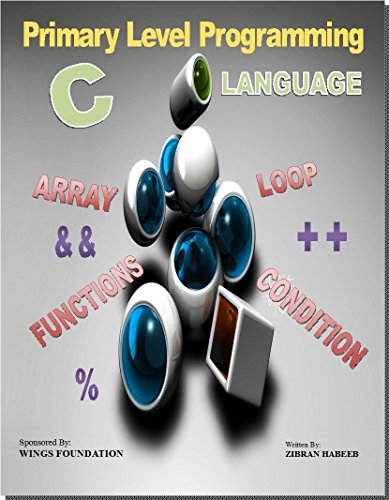 Primary Level Programming
C LANGUAGE
ARRAY
LOOP
&&
++
FUNCTIONS
CONDITION
%
Sponsored By:
WINGS FOUNDATION
Written By:
ZIBRAN HABEEB